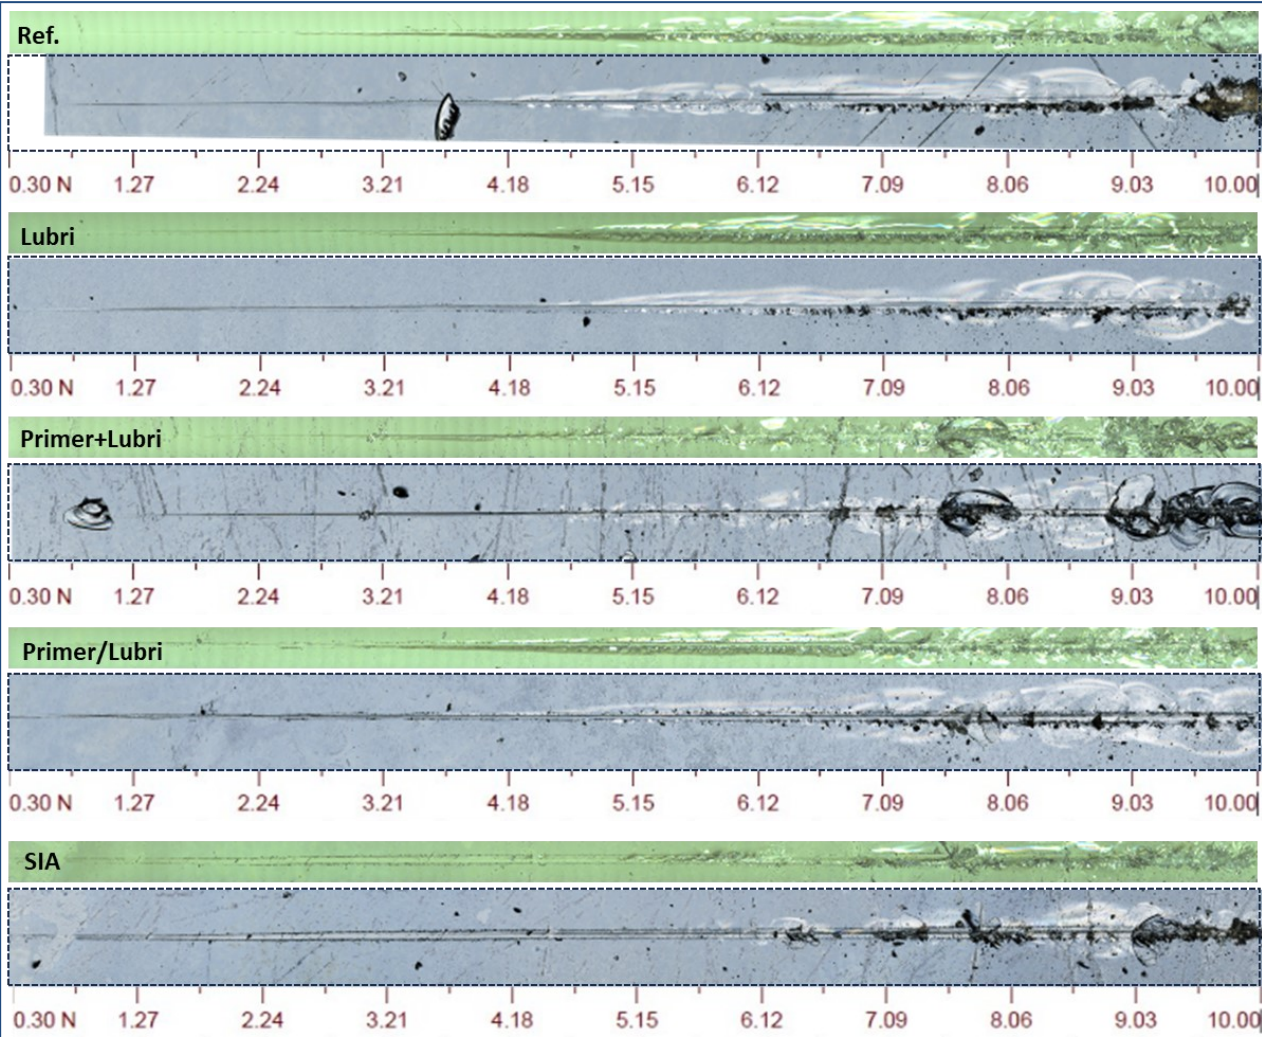 Ref.
0.30 N 1.27 2.24 3.21 4.18 5.15 6.12 7.09 8.06 9.03 10.00
Lubri
0.30 N 1.27 2.24 3.21 4.18 5.15 6.12 7.09 8.06 9.03 10.00
Primer+Lubri
0.30 N 1.27 2.24 3.21 4.18 5.15 6.12 7.09 8.06 9.03 10.00
Primer/Lubri
0.30 N 1.27 2.24 3.21 4.18 5.15 6.12 7.09 8.06 9.03 10.00
SIA
0.30 N 1.27 2.24 3.21 4.18 5.15 6.12 7.09 8.06 9.03 10.00